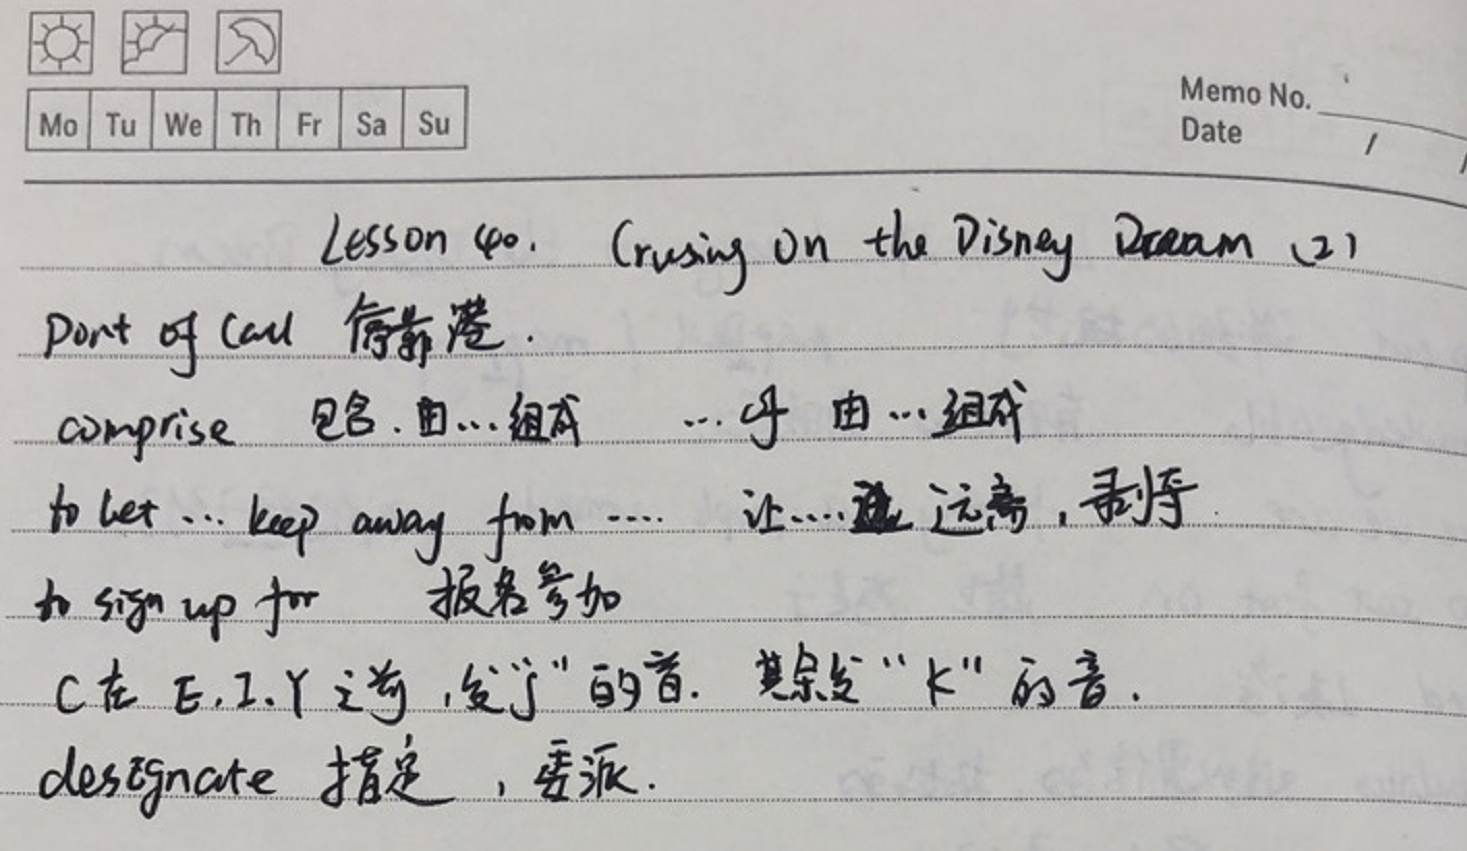 Mo Tu We Th Fr Sa Su
Memo No.
Date / /
Lesson 40. Crusing On the Disney Dream (2)
Port of Call 停靠港.
comprise 包含.由...组成 ...of 由...组成
to let ... keep away from .... 让.... 远离,
to sign up for 报名参加
C在 E.I.Y 之前,发"j"的音. 其余发"K"的音.
designate 指定,委派.